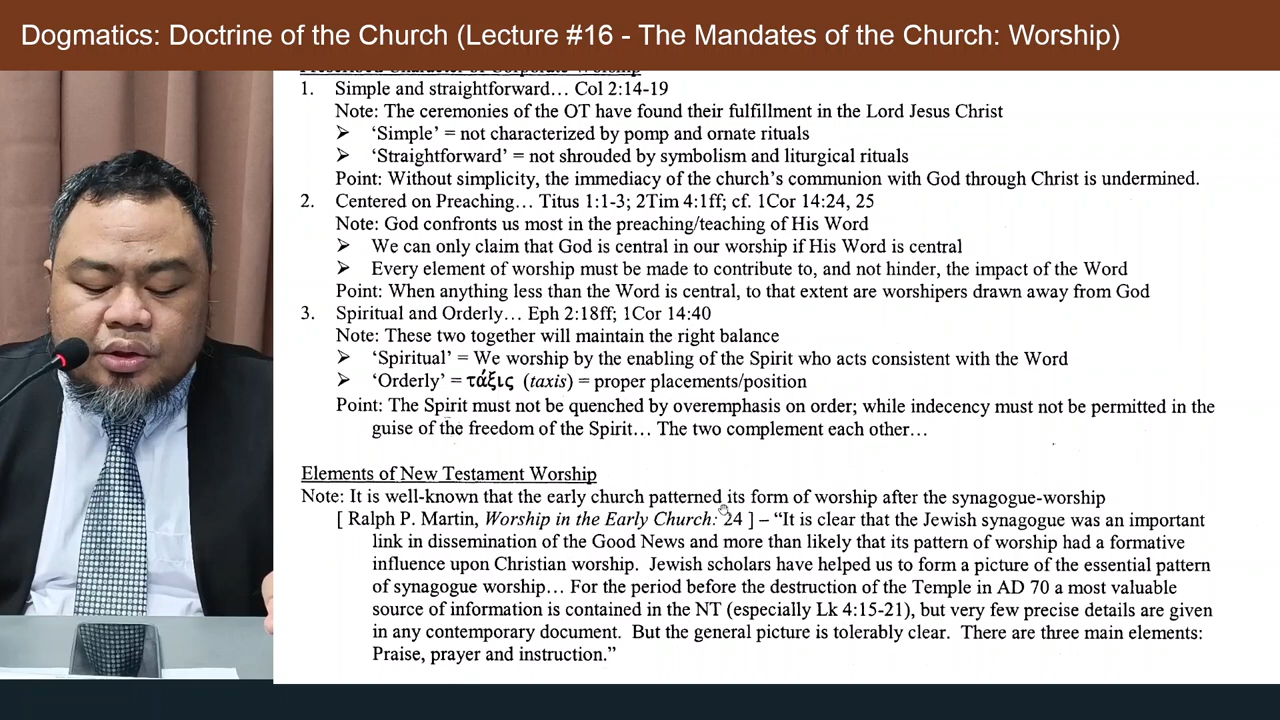 Dogmatics: Doctrine of the Church (Lecture #16 - The Mandates of the Church: Worship)
Prescribed Character of Corporate Worship
1. Simple and straightforward… Col 2:14-19
Note: The ceremonies of the OT have found their fulfillment in the Lord Jesus Christ
➢ ‘Simple’ = not characterized by pomp and ornate rituals
➢ ‘Straightforward’ = not shrouded by symbolism and liturgical rituals
Point: Without simplicity, the immediacy of the church’s communion with God through Christ is undermined.
2. Centered on Preaching… Titus 1:1-3; 2Tim 4:1ff; cf. 1Cor 14:24, 25
Note: God confronts us most in the preaching/teaching of His Word
➢ We can only claim that God is central in our worship if His Word is central
➢ Every element of worship must be made to contribute to, and not hinder, the impact of the Word
Point: When anything less than the Word is central, to that extent are worshipers drawn away from God
3. Spiritual and Orderly… Eph 2:18ff; 1Cor 14:40
Note: These two together will maintain the right balance
➢ ‘Spiritual’ = We worship by the enabling of the Spirit who acts consistent with the Word
➢ ‘Orderly’ = τάξις (taxis) = proper placements/position
Point: The Spirit must not be quenched by overemphasis on order; while indecency must not be permitted in the
guise of the freedom of the Spirit… The two complement each other…
Elements of New Testament Worship
Note: It is well-known that the early church patterned its form of worship after the synagogue-worship
[ Ralph P. Martin, Worship in the Early Church: 24 ] – “It is clear that the Jewish synagogue was an important
link in dissemination of the Good News and more than likely that its pattern of worship had a formative
influence upon Christian worship. Jewish scholars have helped us to form a picture of the essential pattern
of synagogue worship… For the period before the destruction of the Temple in AD 70 a most valuable
source of information is contained in the NT (especially Lk 4:15-21), but very few precise details are given
in any contemporary document. But the general picture is tolerably clear. There are three main elements:
Praise, prayer and instruction.”